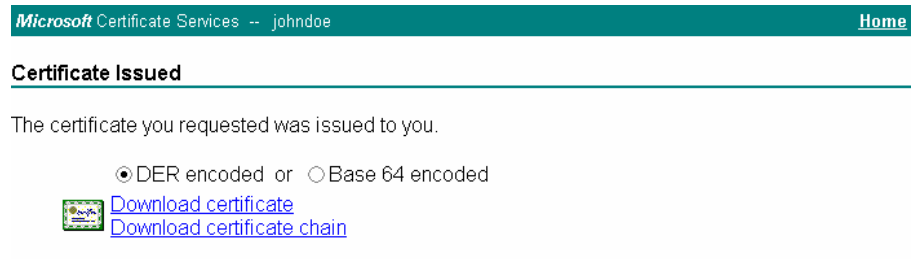 Microsoft Certificate Services -- johndoe Home
Certificate Issued
The certificate you requested was issued to you.
DER encoded or Base 64 encoded
Download certificate
Download certificate chain